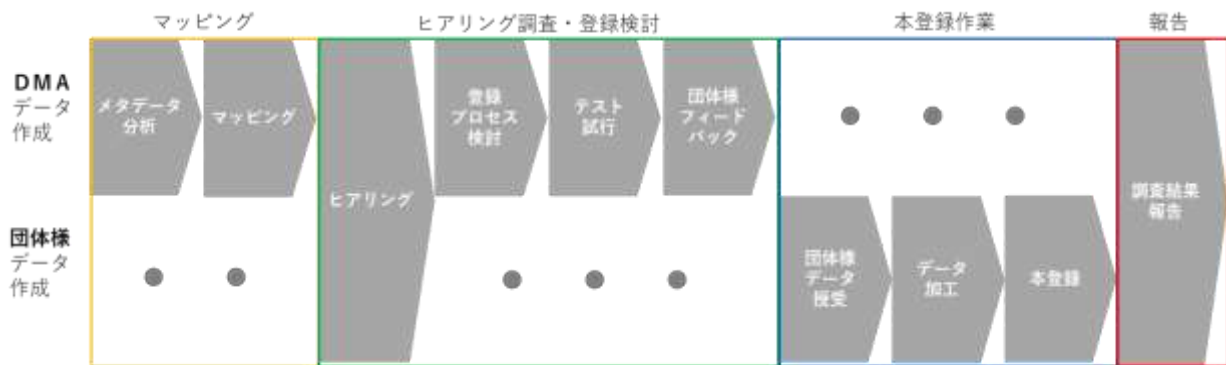 マッピング
ヒアリング調査・登録検討
本登録作業
報告
DMA
データ
作成
メタデータ
分析
マッピング
ヒアリング
登録
プロセス
検討
テスト
試行
団体様
フィード
バック
団体様
データ
作成
団体様
データ
授受
データ
加工
本登録
調査結果
報告